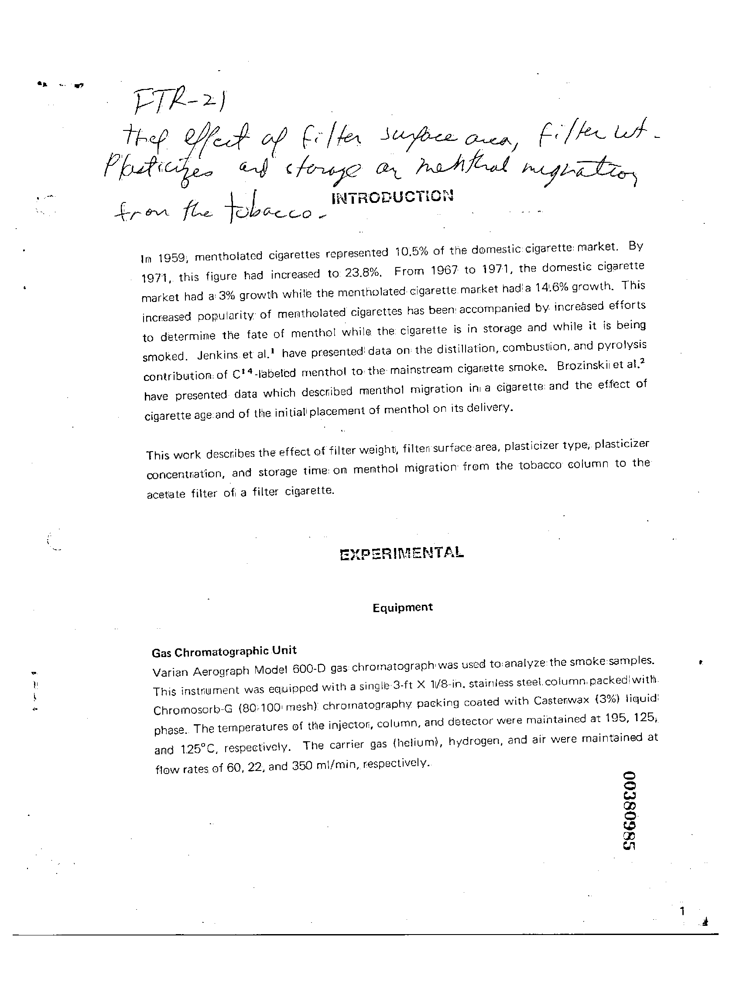 FTR-21
The effect of filter surface area, filter wt.
Plasticizer and storage on menthol migration
from the tobacco.
INTRODUCTION
In 1959, mentholated cigarettes represented 10.5% of the domestic cigarette market. By
1971, this figure had increased to 23.8%. From 1967 to 1971, the domestic cigarette
market had a 3% growth while the mentholated cigarette market had a 14.6% growth. This
increased popularity of mentholated cigarettes has been accompanied by increased efforts
to determine the fate of menthol while the cigarette is in storage and while it is being
smoked. Jenkins et al.¹ have presented data on the distillation, combustion, and pyrolysis
contribution of C¹⁴-labeled menthol to the mainstream cigarette smoke. Brozinski et al.²
have presented data which described menthol migration in a cigarette and the effect of
cigarette age and of the initial placement of menthol on its delivery.
This work describes the effect of filter weight, filter surface area, plasticizer type, plasticizer
concentration, and storage time on menthol migration from the tobacco column to the
acetate filter of a filter cigarette.
EXPERIMENTAL
Equipment
Gas Chromatographic Unit
Varian Aerograph Model 600-D gas chromatograph was used to analyze the smoke samples.
This instrument was equipped with a single 3-ft X 1/8-in. stainless steel column packed with
Chromosorb-G (80-100 mesh) chromatography packing coated with Casterwax (3%) liquid
phase. The temperatures of the injector, column, and detector were maintained at 195, 125,
and 125°C, respectively. The carrier gas (helium), hydrogen, and air were maintained at
flow rates of 60, 22, and 350 ml/min, respectively.
00380985
1